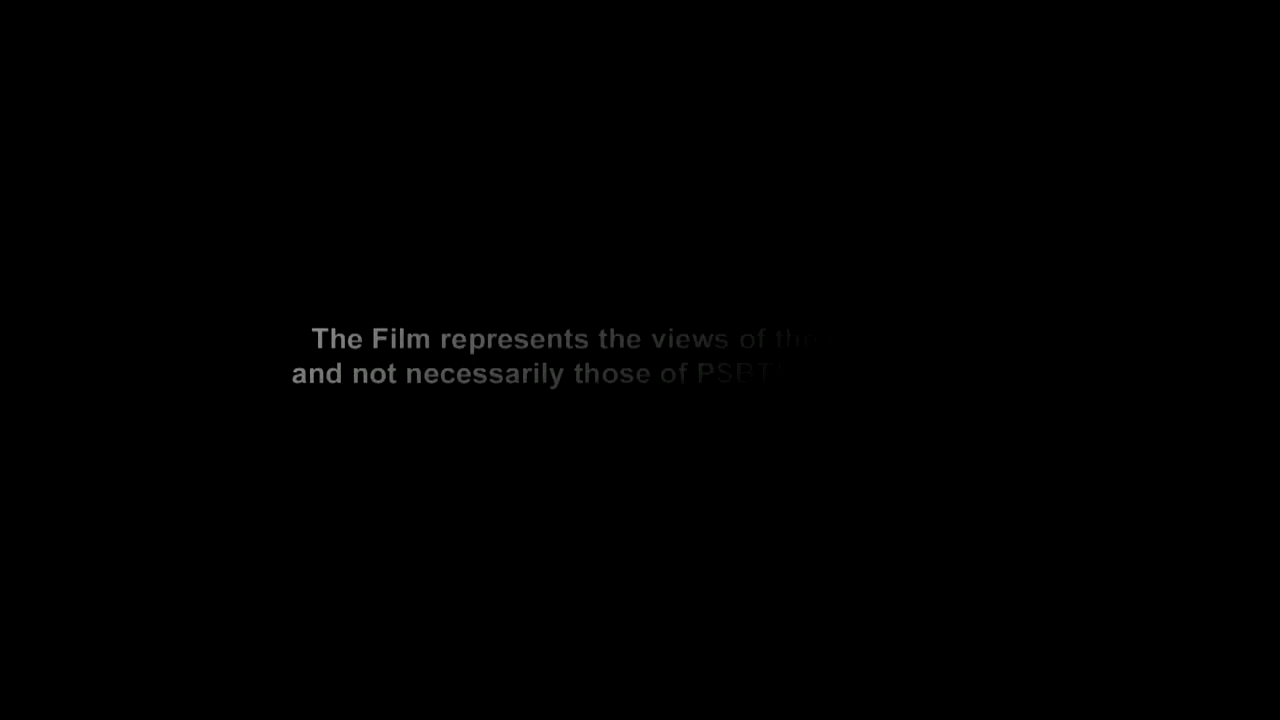 The Film represents the views of the
and not necessarily those of PSBT